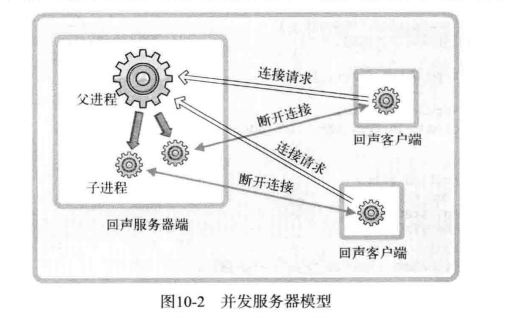 父进程
连接请求
断开连接
回声客户端
连接请求
子进程
断开连接
回声服务器端
回声客户端
图10-2 并发服务器模型